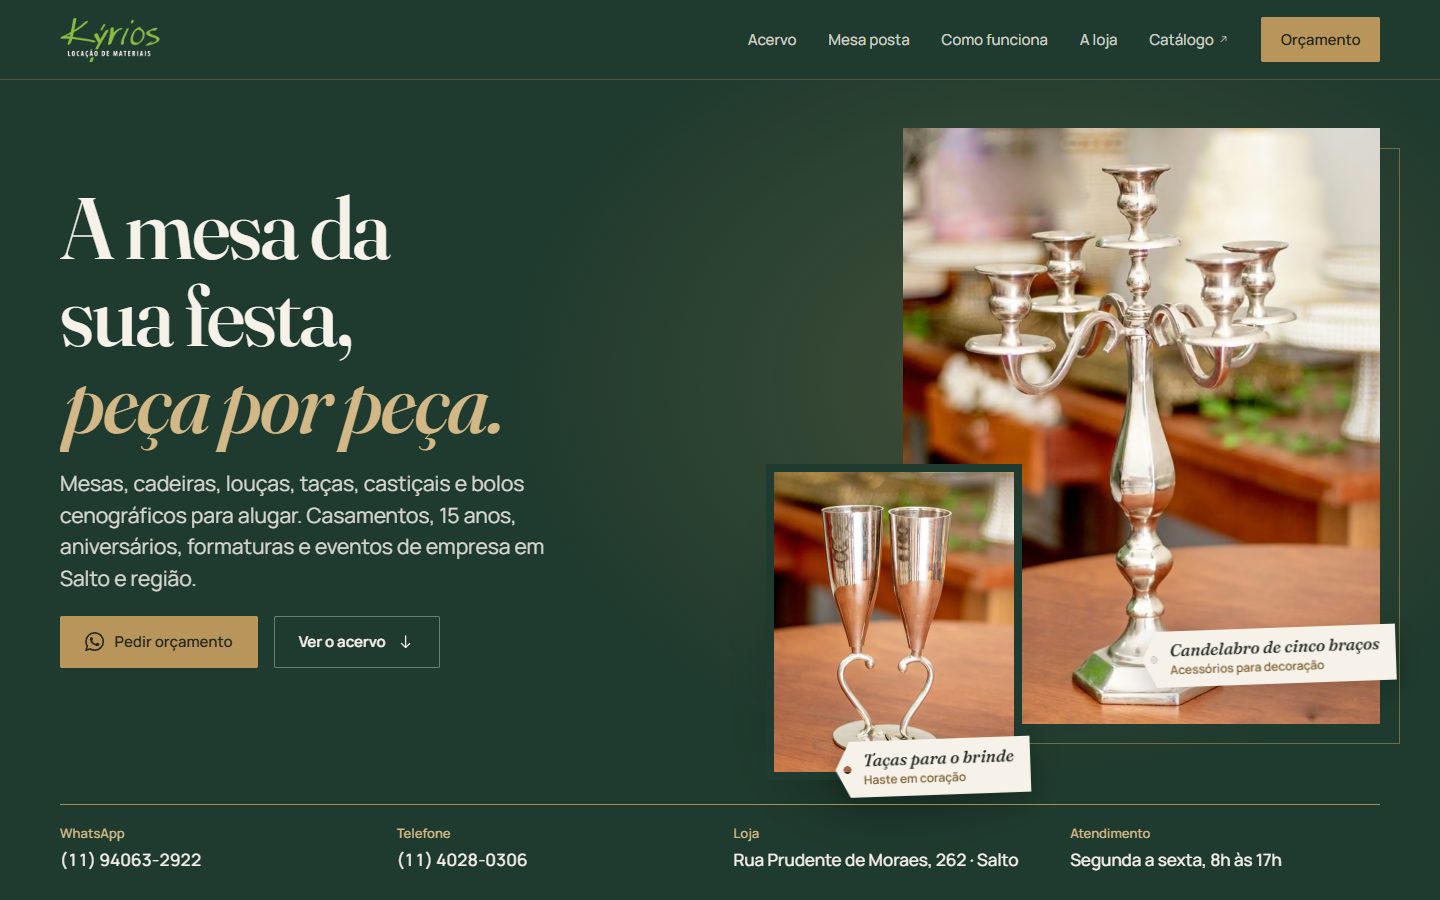 Kýrios
LOCAÇÃO DE MATERIAIS
Acervo
Mesa posta
Como funciona
A loja
Catálogo ↗
Orçamento
A mesa da
sua festa,
peça por peça.
Mesas, cadeiras, louças, taças, castiçais e bolos
cenográficos para alugar. Casamentos, 15 anos,
aniversários, formaturas e eventos de empresa em
Salto e região.
Pedir orçamento
Ver o acervo ↓
Candelabro de cinco braços
Acessórios para decoração
Taças para o brinde
Haste em coração
WhatsApp
(11) 94063-2922
Telefone
(11) 4028-0306
Loja
Rua Prudente de Moraes, 262 · Salto
Atendimento
Segunda a sexta, 8h às 17h